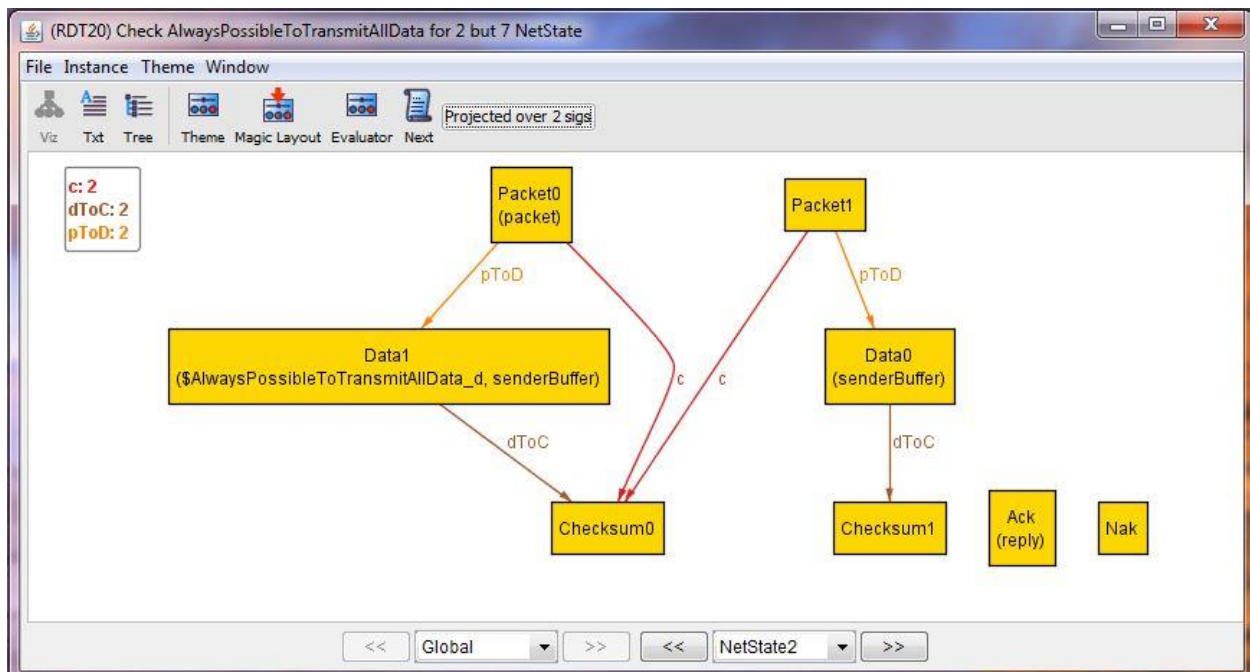 (RDT20) Check AlwaysPossibleToTransmitAllData for 2 but 7 NetState
File Instance Theme Window
Viz Txt Tree Theme Magic Layout Evaluator Next Projected over 2 sigs
c: 2
dToC: 2
pToD: 2
Packet0
(packet)
Packet1
pToD
pToD
Data1
($AlwaysPossibleToTransmitAllData_d, senderBuffer)
c
c
Data0
(senderBuffer)
dToC
dToC
Checksum0
Checksum1
Ack
(reply)
Nak
<< Global >> << NetState2 >>